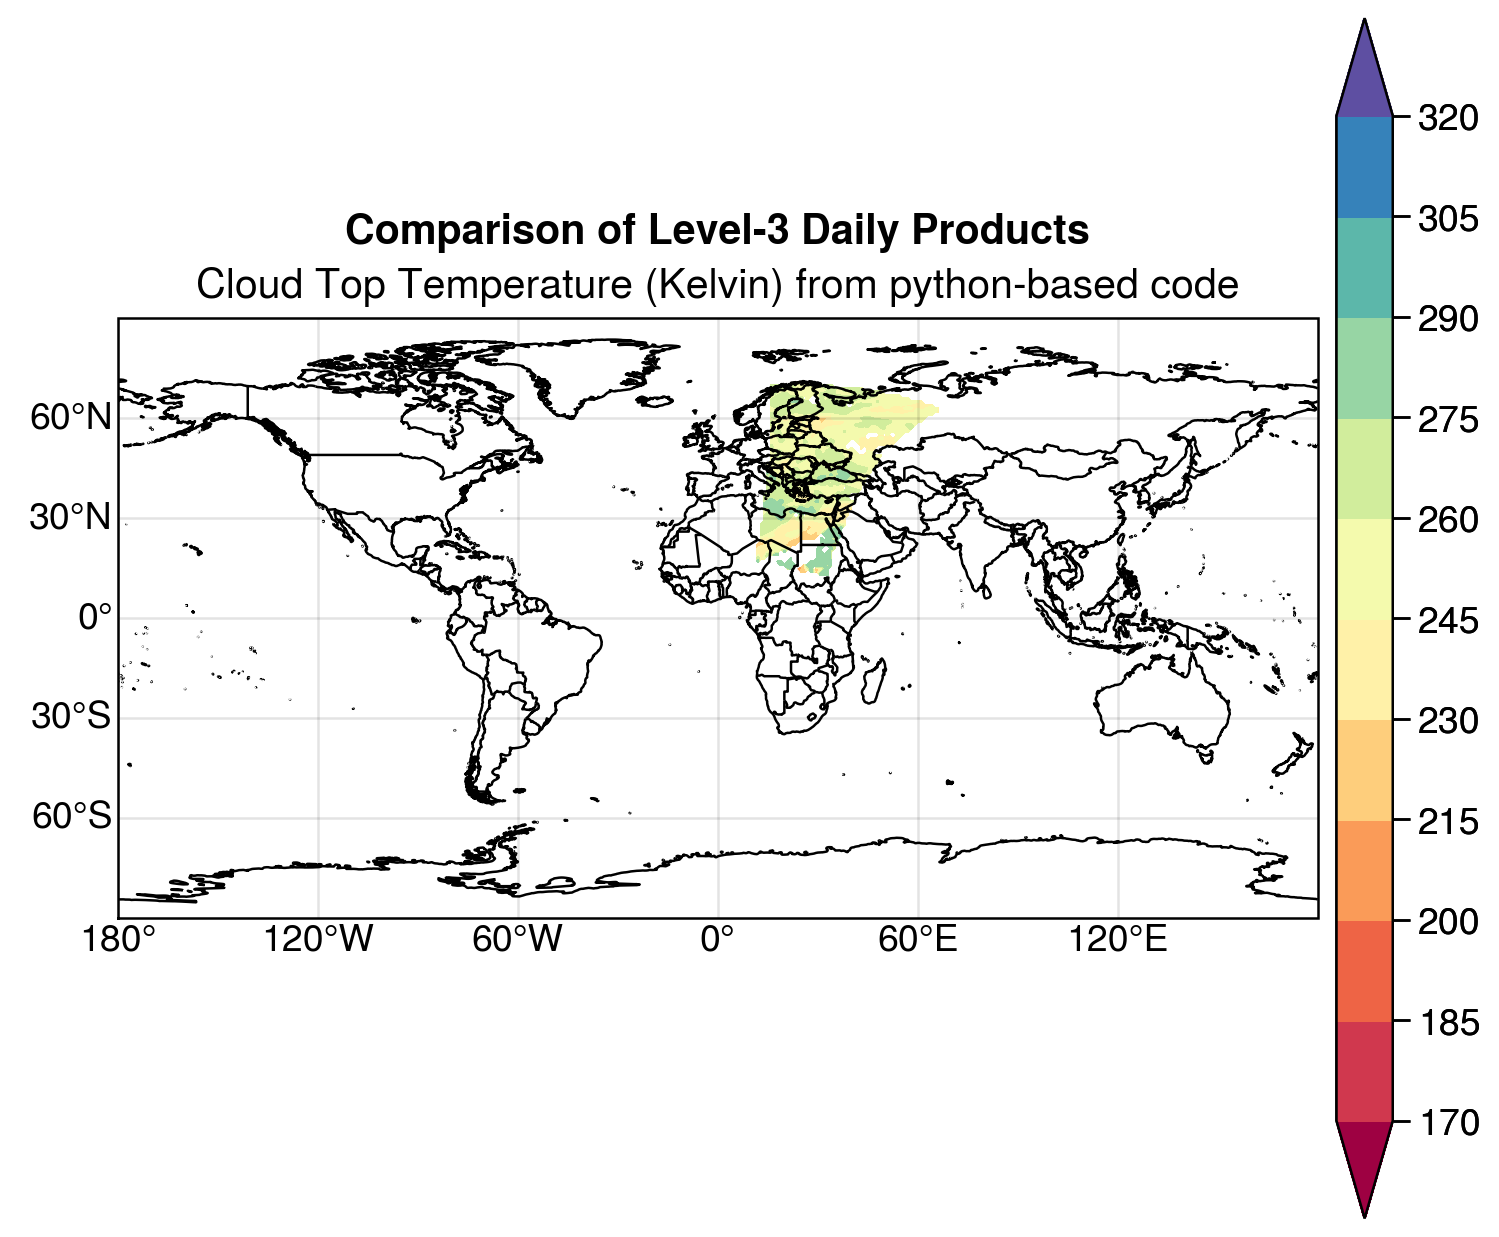 Comparison of Level-3 Daily Products
Cloud Top Temperature (Kelvin) from python-based code
60°N
30°N
0°
30°S
60°S
180°
120°W
60°W
0°
60°E
120°E
320
305
290
275
260
245
230
215
200
185
170